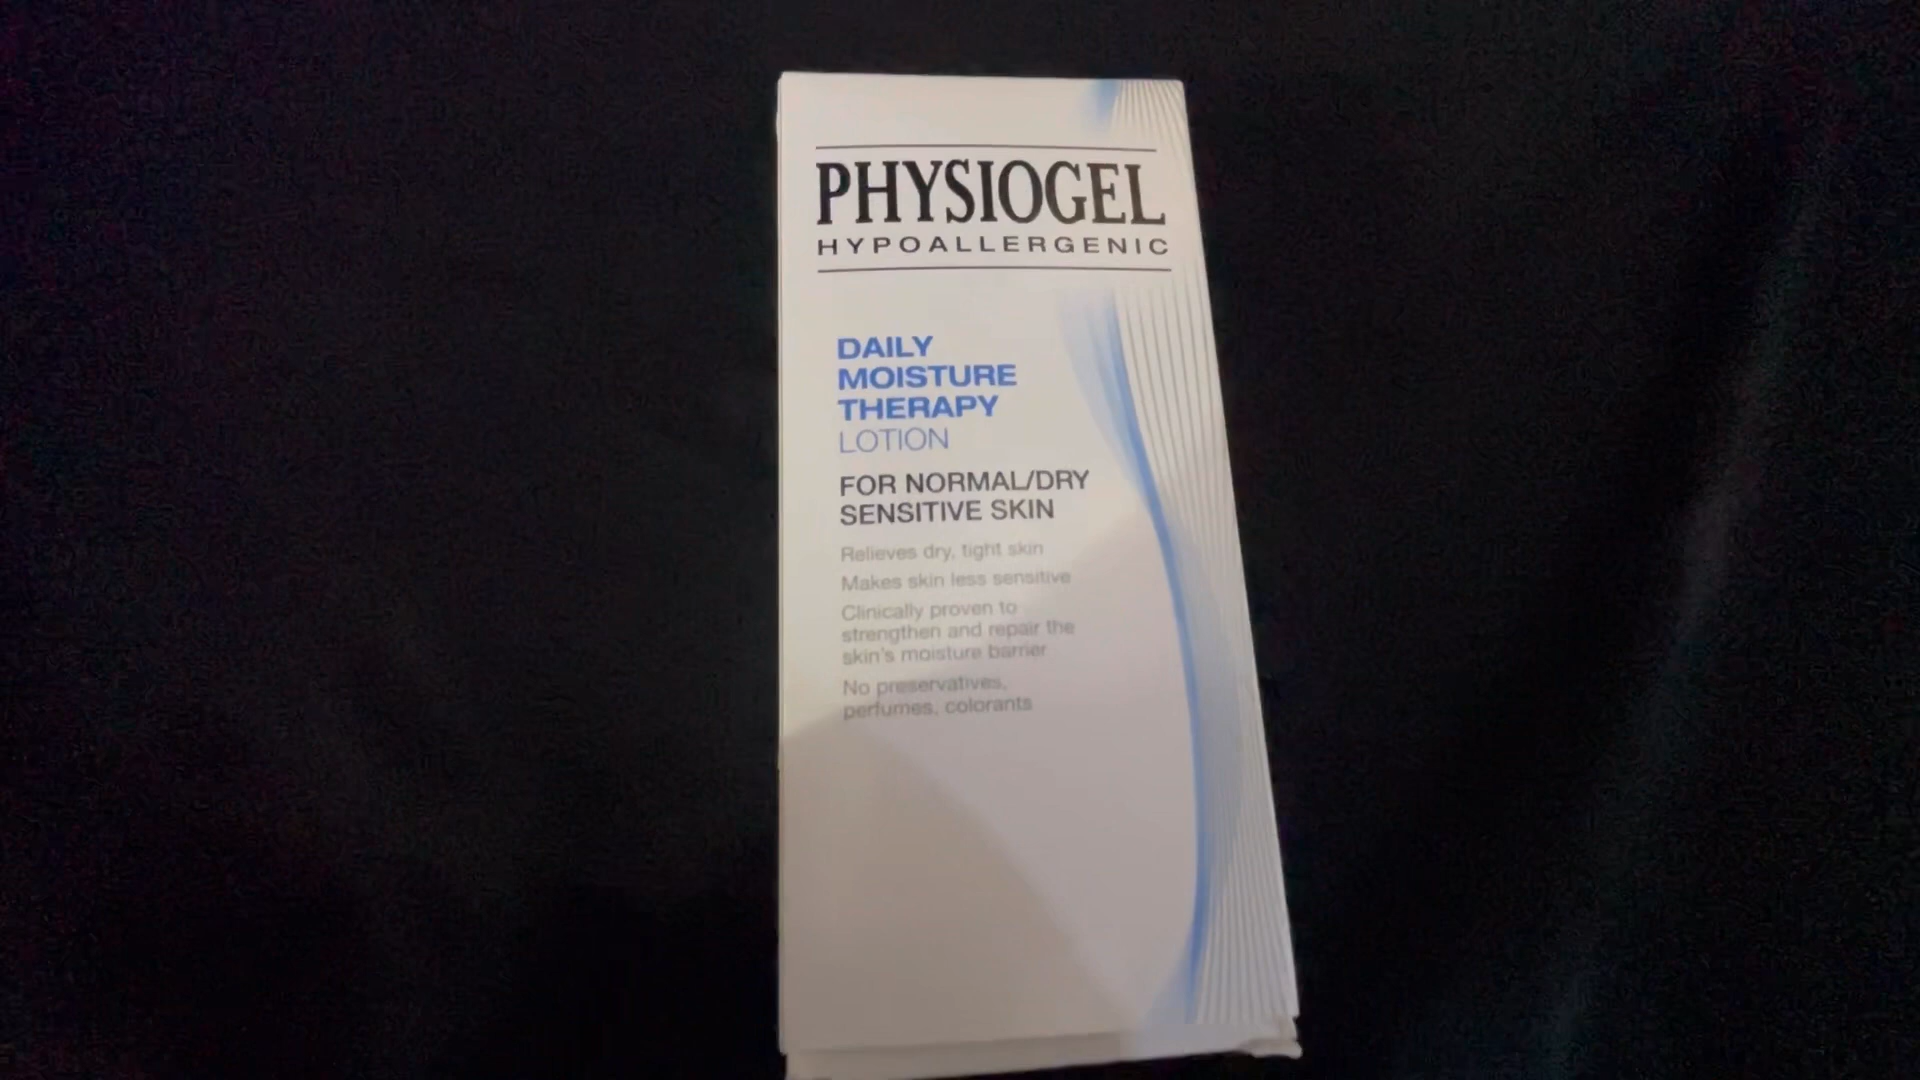 PHYSIOGEL
HYPOALLERGENIC
DAILY
MOISTURE
THERAPY
LOTION
FOR NORMAL/DRY
SENSITIVE SKIN
Relieves dry, tight skin
Makes skin less sensitive
Clinically proven to
strengthen and repair the
skin's moisture barrier
No preservatives,
perfumes, colorants